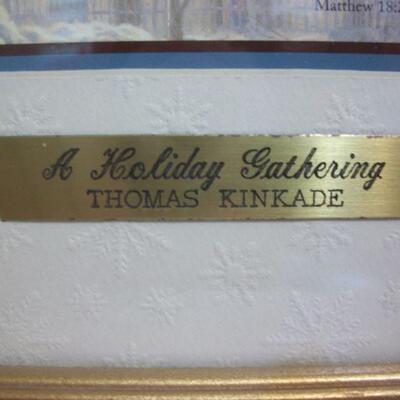 Matthew 18:
A Holiday Gathering
THOMAS KINKADE